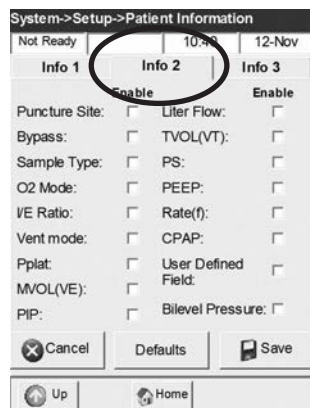 System->Setup->Patient Information
Not Ready 10:40 12-Nov
Info 1 Info 2 Info 3
Enable Enable
Puncture Site: Liter Flow:
Bypass: TVOL(VT):
Sample Type: PS:
O2 Mode: PEEP:
I/E Ratio: Rate(f):
Vent mode: CPAP:
Pplat: User Defined
Field:
MVOL(VE):
PIP: Bilevel Pressure:
Cancel Defaults Save
Up Home